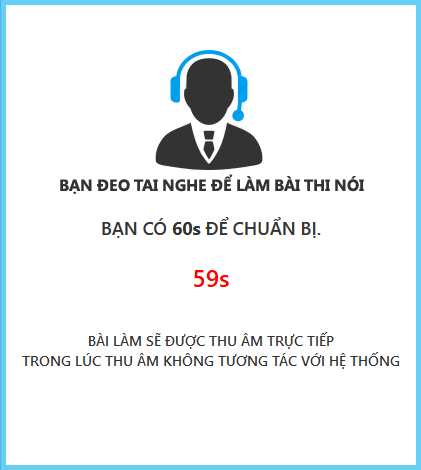 BẠN ĐEO TAI NGHE ĐỂ LÀM BÀI THI NÓI
BẠN CÓ 60s ĐỂ CHUẨN BỊ.
59s
BÀI LÀM SẼ ĐƯỢC THU ÂM TRỰC TIẾP
TRONG LÚC THU ÂM KHÔNG TƯƠNG TÁC VỚI HỆ THỐNG